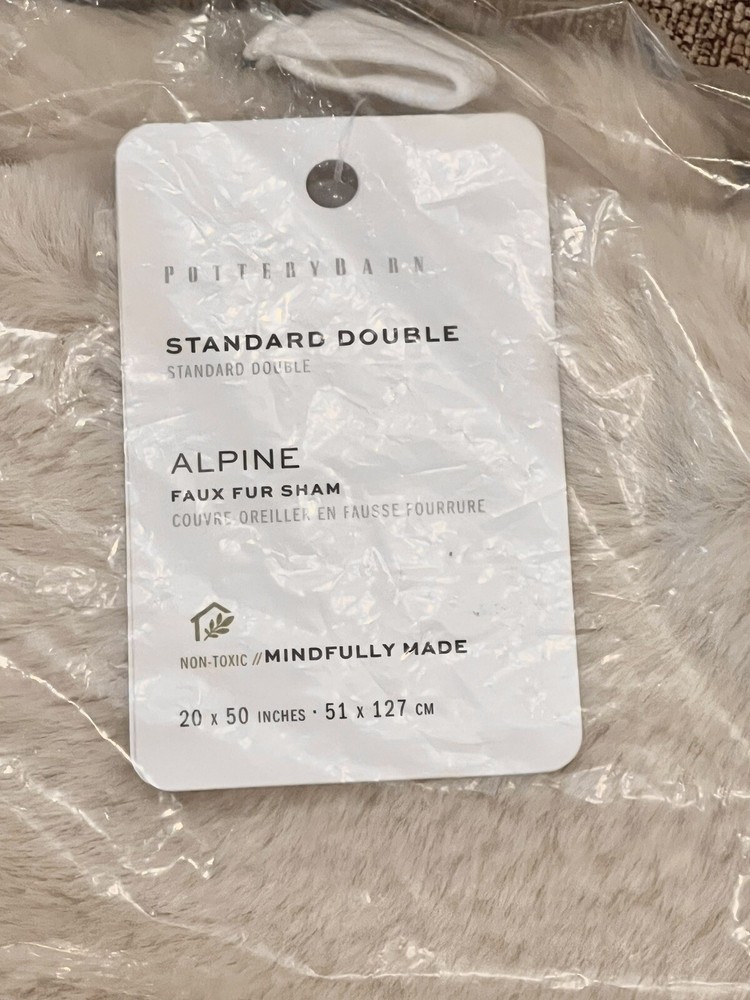 POTTERYBARN
STANDARD DOUBLE
STANDARD DOUBLE
ALPINE
FAUX FUR SHAM
COUVRE-OREILLER EN FAUSSE FOURRURE
NON-TOXIC // MINDFULLY MADE
20 x 50 INCHES · 51 x 127 CM